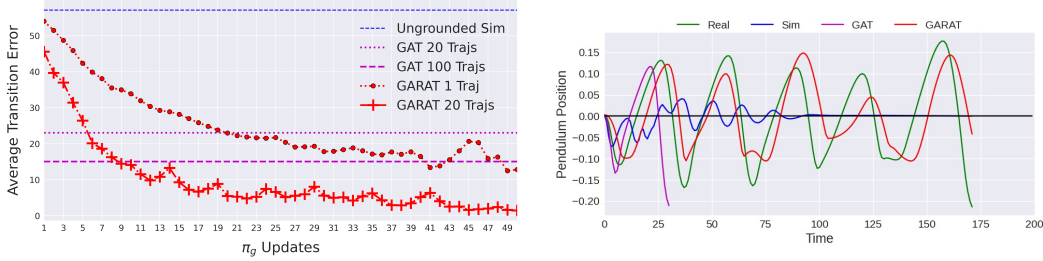 Ungrounded Sim
GAT 20 Trajs
GAT 100 Trajs
GARAT 1 Traj
GARAT 20 Trajs
Average Transition Error
50
40
30
20
10
0
1 3 5 7 9 11 13 15 17 19 21 23 25 27 29 31 33 35 37 39 41 43 45 47 49
π_g Updates
Real Sim GAT GARAT
Pendulum Position
0.15
0.10
0.05
0.00
−0.05
−0.10
−0.15
−0.20
0 25 50 75 100 125 150 175 200
Time